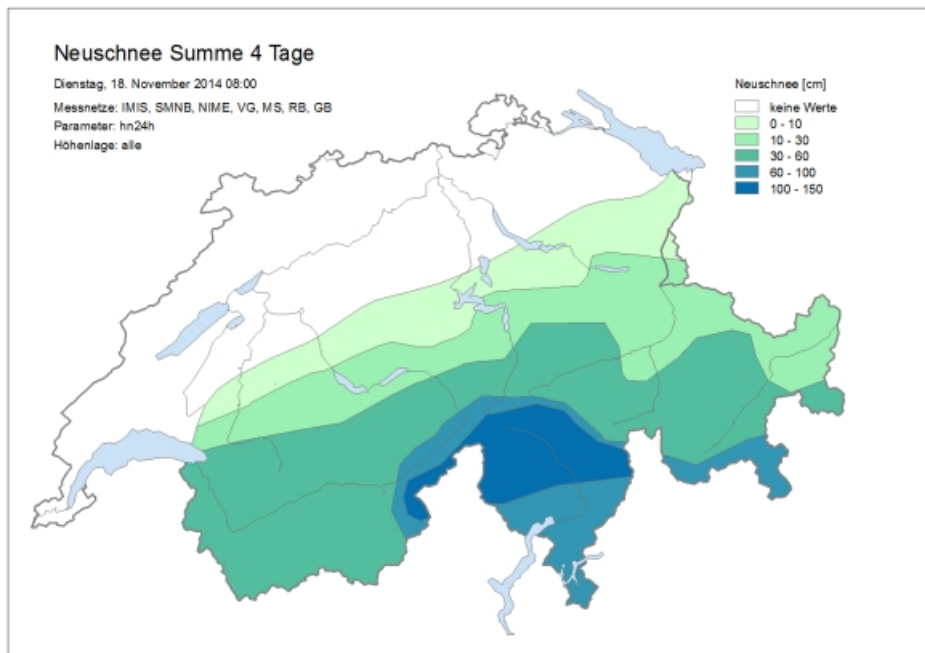 Neuschnee Summe 4 Tage
Dienstag, 18. November 2014 08:00
Messnetze: IMIS, SMNB, NIME, VG, MS, RB, GB
Parameter: hn24h
Höhenlage: alle
Neuschnee [cm]
keine Werte
0 - 10
10 - 30
30 - 60
60 - 100
100 - 150